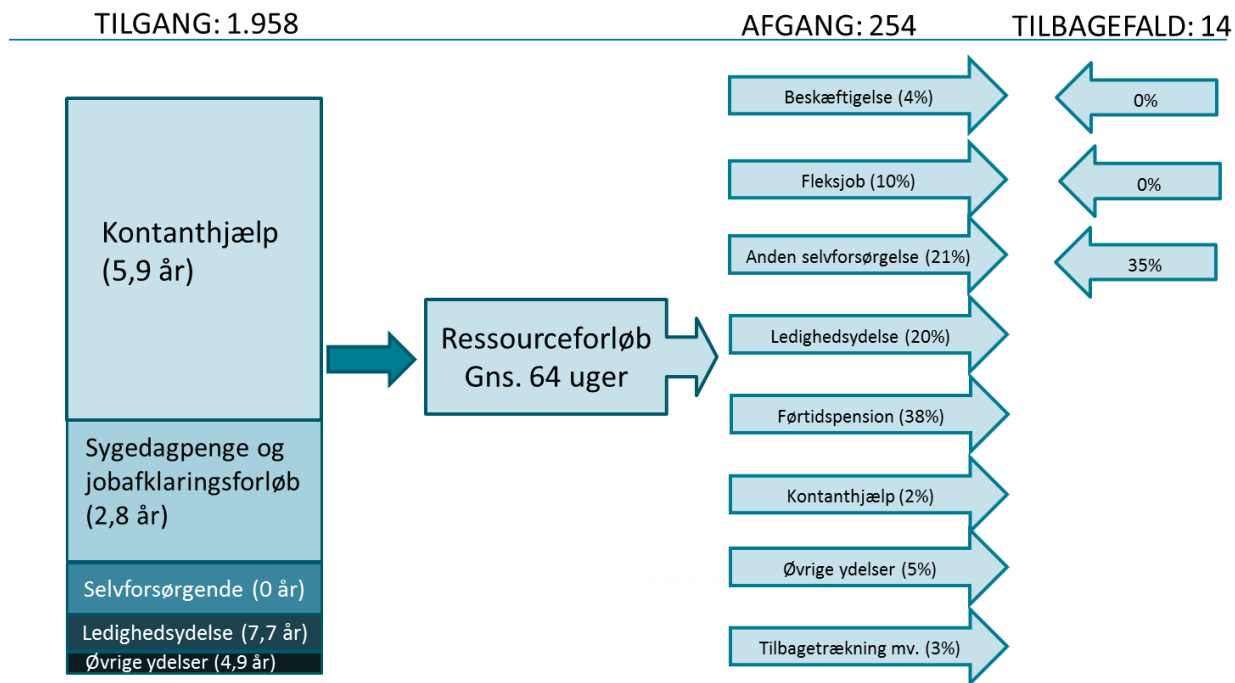 TILGANG: 1.958
AFGANG: 254
TILBAGEFALD: 14
Kontanthjælp
(5,9 år)
Sygedagpenge og
jobafklaringsforløb
(2,8 år)
Selvforsørgende (0 år)
Ledighedsydelse (7,7 år)
Øvrige ydelser (4,9 år)
Ressourceforløb
Gns. 64 uger
Beskæftigelse (4%)
0%
Fleksjob (10%)
0%
Anden selvforsørgelse (21%)
35%
Ledighedsydelse (20%)
Førtidspension (38%)
Kontanthjælp (2%)
Øvrige ydelser (5%)
Tilbagetrækning mv. (3%)